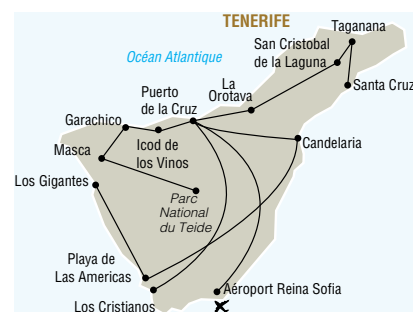 TENERIFE
Taganana
Océan Atlantique
San Cristobal
de la Laguna
La
Orotava
Santa Cruz
Puerto
de la Cruz
Garachico
Icod de
los Vinos
Candelaria
Masca
Los Gigantes
Parc
National
du Teide
Playa de
Las Americas
Aéroport Reina Sofia
Los Cristianos